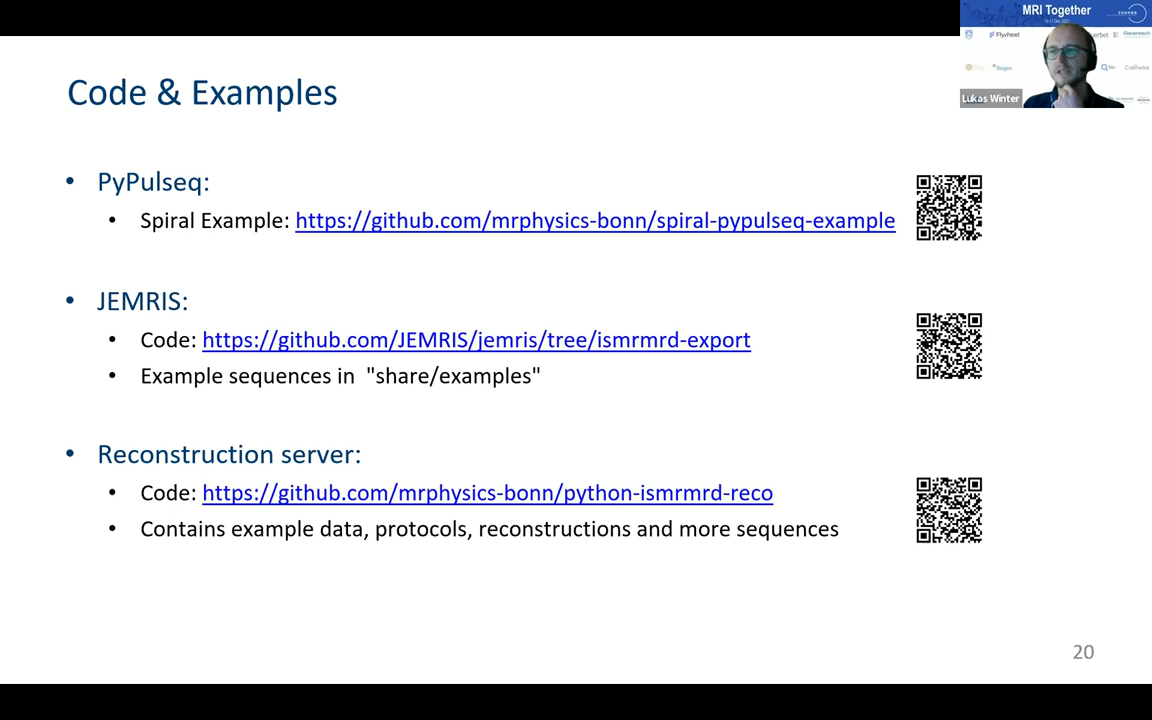 MRI Together
Flywheel
Lukas Winter
Code & Examples
• PyPulseq:
• Spiral Example: https://github.com/mrphysics-bonn/spiral-pypulseq-example
• JEMRIS:
• Code: https://github.com/JEMRIS/jemris/tree/ismrmrd-export
• Example sequences in "share/examples"
• Reconstruction server:
• Code: https://github.com/mrphysics-bonn/python-ismrmrd-reco
• Contains example data, protocols, reconstructions and more sequences
20